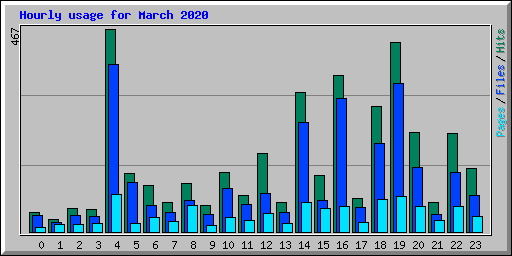 Hourly usage for March 2020
467
Pages/Files/Hits
0 1 2 3 4 5 6 7 8 9 10 11 12 13 14 15 16 17 18 19 20 21 22 23